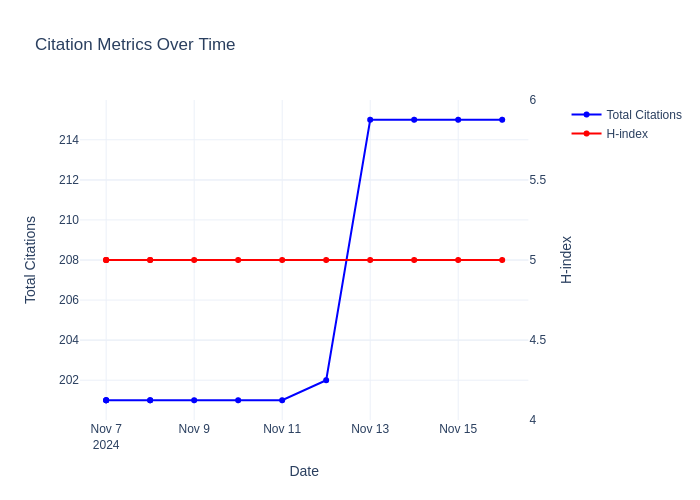 Citation Metrics Over Time
Total Citations
H-index
214
212
210
208
206
204
202
6
5.5
5
4.5
4
Total Citations
H-index
Nov 7
2024
Nov 9
Nov 11
Nov 13
Nov 15
Date